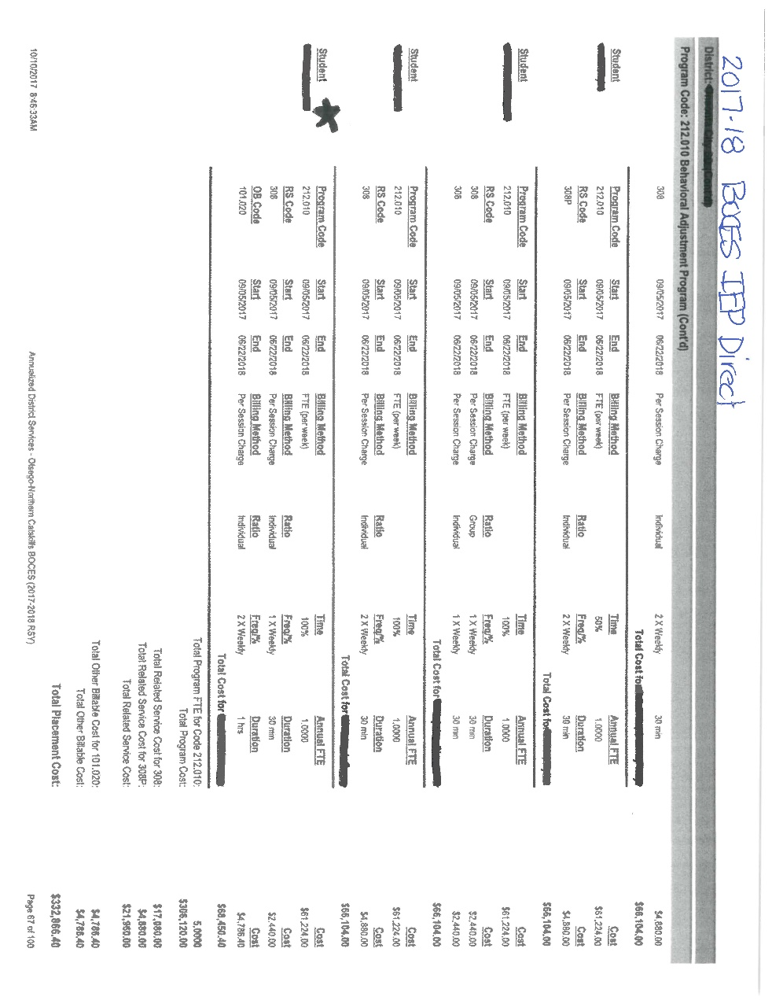 2017-18 BOCES IEP Direct
District:
Program Code: 212.010 Behavioral Adjustment Program (Cont'd)
308 09/05/2017 06/22/2018 Per Session Charge Individual 2 X Weekly 30 min $4,880.00
Total Cost for $66,104.00
Student Program Code Start End Billing Method Time Annual FTE Cost
212.010 09/05/2017 06/22/2018 FTE (per week) 50% 1.0000 $61,224.00
RS Code Start End Billing Method Ratio Freq/% Duration Cost
308P 09/05/2017 06/22/2018 Per Session Charge Individual 2 X Weekly 30 min $4,880.00
Total Cost for $66,104.00
Student Program Code Start End Billing Method Time Annual FTE Cost
212.010 09/05/2017 06/22/2018 FTE (per week) 100% 1.0000 $61,224.00
RS Code Start End Billing Method Ratio Freq/% Duration Cost
308 09/05/2017 06/22/2018 Per Session Charge Group 1 X Weekly 30 min $2,440.00
308 09/05/2017 06/22/2018 Per Session Charge Individual 1 X Weekly 30 min $2,440.00
Total Cost for $66,104.00
Student Program Code Start End Billing Method Time Annual FTE Cost
212.010 09/05/2017 06/22/2018 FTE (per week) 100% 1.0000 $61,224.00
RS Code Start End Billing Method Ratio Freq/% Duration Cost
308 09/05/2017 06/22/2018 Per Session Charge Individual 2 X Weekly 30 min $4,880.00
Total Cost for $66,104.00
Student Program Code Start End Billing Method Time Annual FTE Cost
212.010 09/05/2017 06/22/2018 FTE (per week) 100% 1.0000 $61,224.00
RS Code Start End Billing Method Ratio Freq/% Duration Cost
308 09/05/2017 06/22/2018 Per Session Charge Individual 1 X Weekly 30 min $2,440.00
OB Code Start End Billing Method Ratio Freq/% Duration Cost
101.020 09/05/2017 06/22/2018 Per Session Charge Individual 2 X Weekly 1 hrs $4,786.40
Total Cost for $68,450.40
Total Program FTE for Code 212.010: 5.0000
Total Program Cost: $306,120.00
Total Related Service Cost for 308: $17,080.00
Total Related Service Cost for 308P: $4,880.00
Total Related Service Cost: $21,960.00
Total Other Billable Cost for 101.020: $4,786.40
Total Other Billable Cost: $4,786.40
Total Placement Cost: $332,866.40
10/10/2017 8:46:33AM Annualized District Services - Otsego-Northern Catskills BOCES (2017-2018 RSY) Page 67 of 100